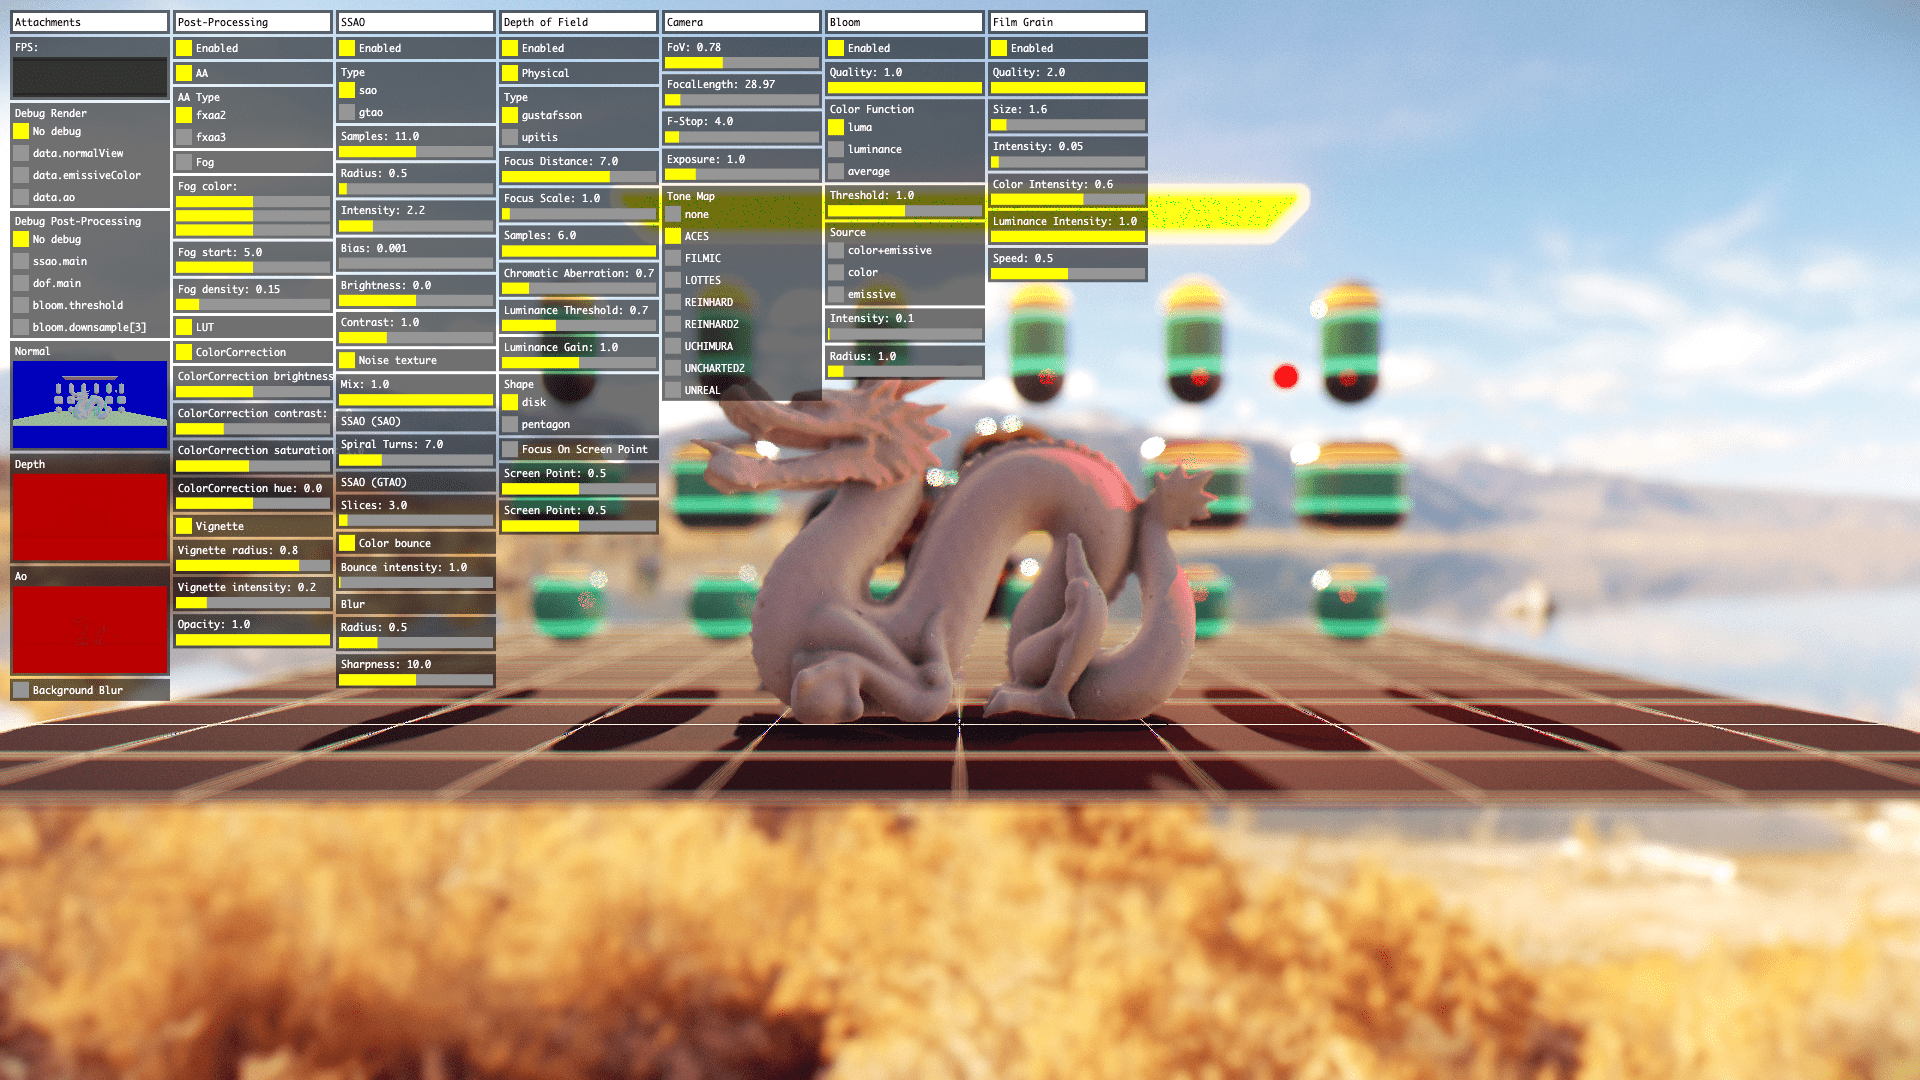 Attachments
FPS:
Debug Render
No debug
data.normalView
data.emissiveColor
data.ao
Debug Post-Processing
No debug
ssao.main
dof.main
bloom.threshold
bloom.downsample[3]
Normal
Depth
Ao
Background Blur
Post-Processing
Enabled
AA
AA Type
fxaa2
fxaa3
Fog
Fog color:
Fog start: 5.0
Fog density: 0.15
LUT
ColorCorrection
ColorCorrection brightness
ColorCorrection contrast:
ColorCorrection saturation
ColorCorrection hue: 0.0
Vignette
Vignette radius: 0.8
Vignette intensity: 0.2
Opacity: 1.0
SSAO
Enabled
Type
sao
gtao
Samples: 11.0
Radius: 0.5
Intensity: 2.2
Bias: 0.001
Brightness: 0.0
Contrast: 1.0
Noise texture
Mix: 1.0
SSAO (SAO)
Spiral Turns: 7.0
SSAO (GTAO)
Slices: 3.0
Color bounce
Bounce intensity: 1.0
Blur
Radius: 0.5
Sharpness: 10.0
Depth of Field
Enabled
Physical
Type
gustafsson
upitis
Focus Distance: 7.0
Focus Scale: 1.0
Samples: 6.0
Chromatic Aberration: 0.7
Luminance Threshold: 0.7
Luminance Gain: 1.0
Shape
disk
pentagon
Focus On Screen Point
Screen Point: 0.5
Screen Point: 0.5
Camera
FoV: 0.78
FocalLength: 28.97
F-Stop: 4.0
Exposure: 1.0
Tone Map
none
ACES
FILMIC
LOTTES
REINHARD
REINHARD2
UCHIMURA
UNCHARTED2
UNREAL
Bloom
Enabled
Quality: 1.0
Color Function
luma
luminance
average
Threshold: 1.0
Source
color+emissive
color
emissive
Intensity: 0.1
Radius: 1.0
Film Grain
Enabled
Quality: 2.0
Size: 1.6
Intensity: 0.05
Color Intensity: 0.6
Luminance Intensity: 1.0
Speed: 0.5